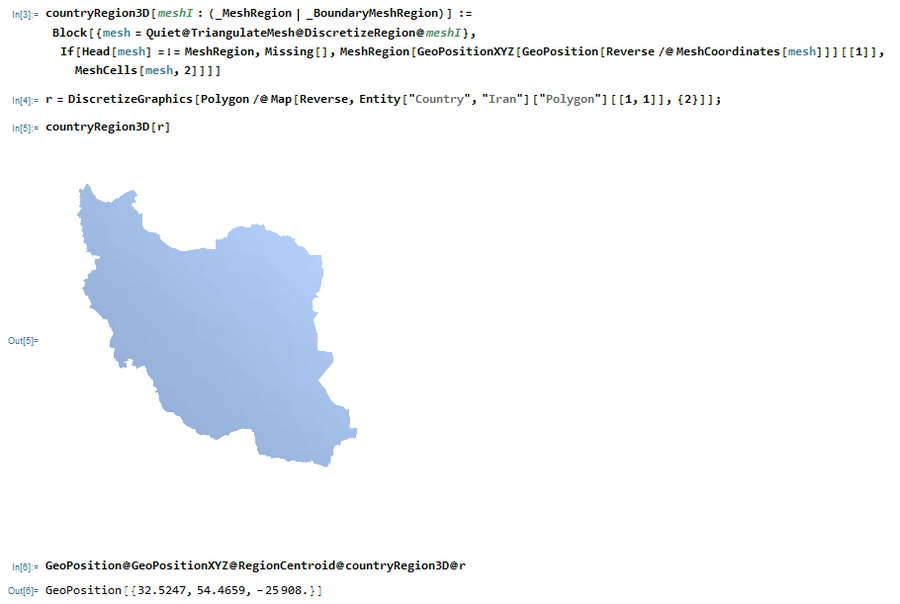 In[3]:= countryRegion3D[meshI : (_MeshRegion | _BoundaryMeshRegion)] :=
Block[{mesh = Quiet@TriangulateMesh@DiscretizeRegion@meshI},
If[Head[mesh] =!= MeshRegion, Missing[], MeshRegion[GeoPositionXYZ[GeoPosition[Reverse /@ MeshCoordinates[mesh]]][[1]],
MeshCells[mesh, 2]]]]
In[4]:= r = DiscretizeGraphics[Polygon /@ Map[Reverse, Entity["Country", "Iran"]["Polygon"][[1, 1]], {2}]];
In[5]:= countryRegion3D[r]
Out[5]=
In[6]:= GeoPosition@GeoPositionXYZ@RegionCentroid@countryRegion3D@r
Out[6]= GeoPosition[{32.5247, 54.4659, -25908.}]